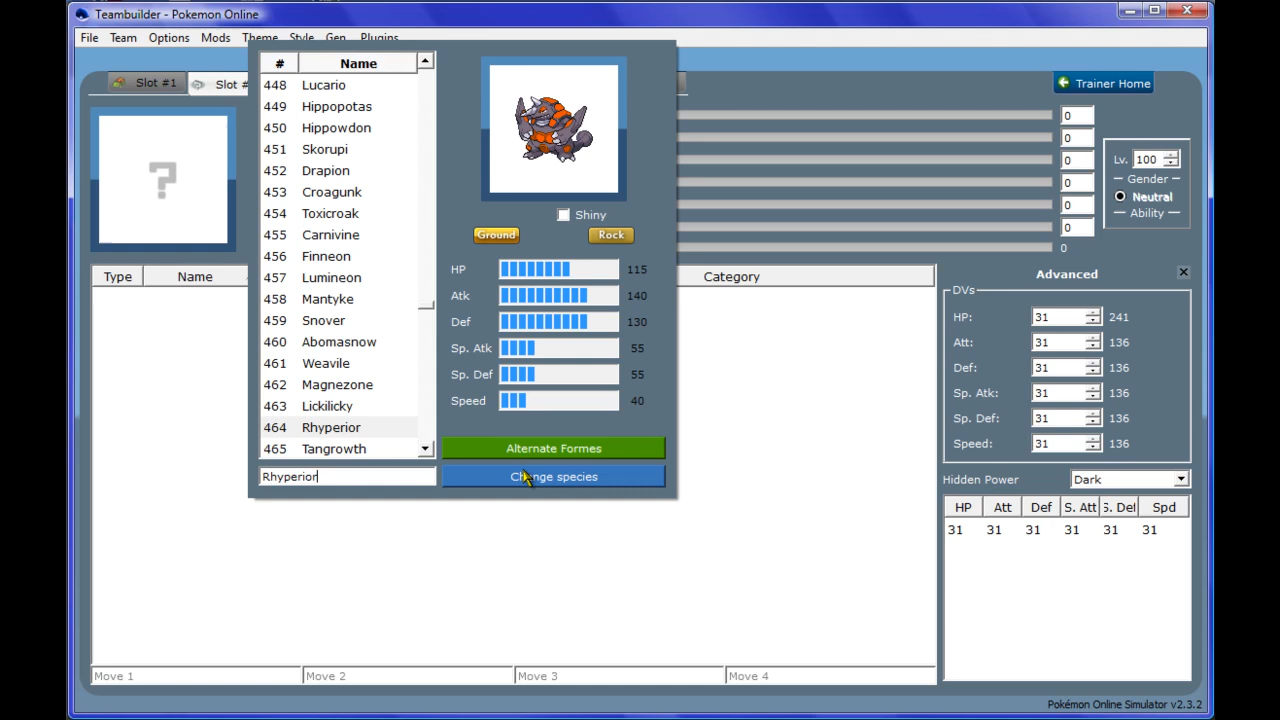 Teambuilder - Pokemon Online
File Team Options Mods Theme Style Gen Plugins
Slot #1 Slot #
Trainer Home
# Name
448 Lucario
449 Hippopotas
450 Hippowdon
451 Skorupi
452 Drapion
453 Croagunk
454 Toxicroak
455 Carnivine
456 Finneon
457 Lumineon
458 Mantyke
459 Snover
460 Abomasnow
461 Weavile
462 Magnezone
463 Lickilicky
464 Rhyperior
465 Tangrowth
Rhyperior
Shiny
Ground Rock
HP 115
Atk 140
Def 130
Sp. Atk 55
Sp. Def 55
Speed 40
Alternate Formes
Change species
0
0
0
0
0
0
0
Lv. 100
Gender
Neutral
Ability
Type Name Category
Advanced
DVs
HP: 31 241
Att: 31 136
Def: 31 136
Sp. Atk: 31 136
Sp. Def: 31 136
Speed: 31 136
Hidden Power Dark
HP Att Def S. Att S. Def Spd
31 31 31 31 31 31
Move 1 Move 2 Move 3 Move 4
Pokémon Online Simulator v2.3.2